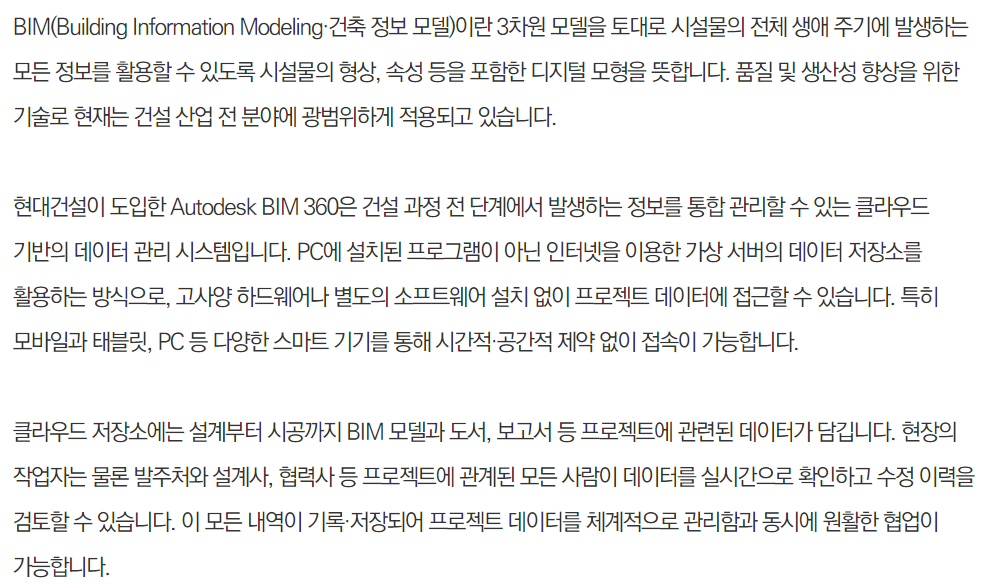 BIM(Building Information Modeling·건축 정보 모델)이란 3차원 모델을 토대로 시설물의 전체 생애 주기에 발생하는
모든 정보를 활용할 수 있도록 시설물의 형상, 속성 등을 포함한 디지털 모형을 뜻합니다. 품질 및 생산성 향상을 위한
기술로 현재는 건설 산업 전 분야에 광범위하게 적용되고 있습니다.
현대건설이 도입한 Autodesk BIM 360은 건설 과정 전 단계에서 발생하는 정보를 통합 관리할 수 있는 클라우드
기반의 데이터 관리 시스템입니다. PC에 설치된 프로그램이 아닌 인터넷을 이용한 가상 서버의 데이터 저장소를
활용하는 방식으로, 고사양 하드웨어나 별도의 소프트웨어 설치 없이 프로젝트 데이터에 접근할 수 있습니다. 특히
모바일과 태블릿, PC 등 다양한 스마트 기기를 통해 시간적·공간적 제약 없이 접속이 가능합니다.
클라우드 저장소에는 설계부터 시공까지 BIM 모델과 도서, 보고서 등 프로젝트에 관련된 데이터가 담깁니다. 현장의
작업자는 물론 발주처와 설계사, 협력사 등 프로젝트에 관계된 모든 사람이 데이터를 실시간으로 확인하고 수정 이력을
검토할 수 있습니다. 이 모든 내역이 기록·저장되어 프로젝트 데이터를 체계적으로 관리함과 동시에 원활한 협업이
가능합니다.